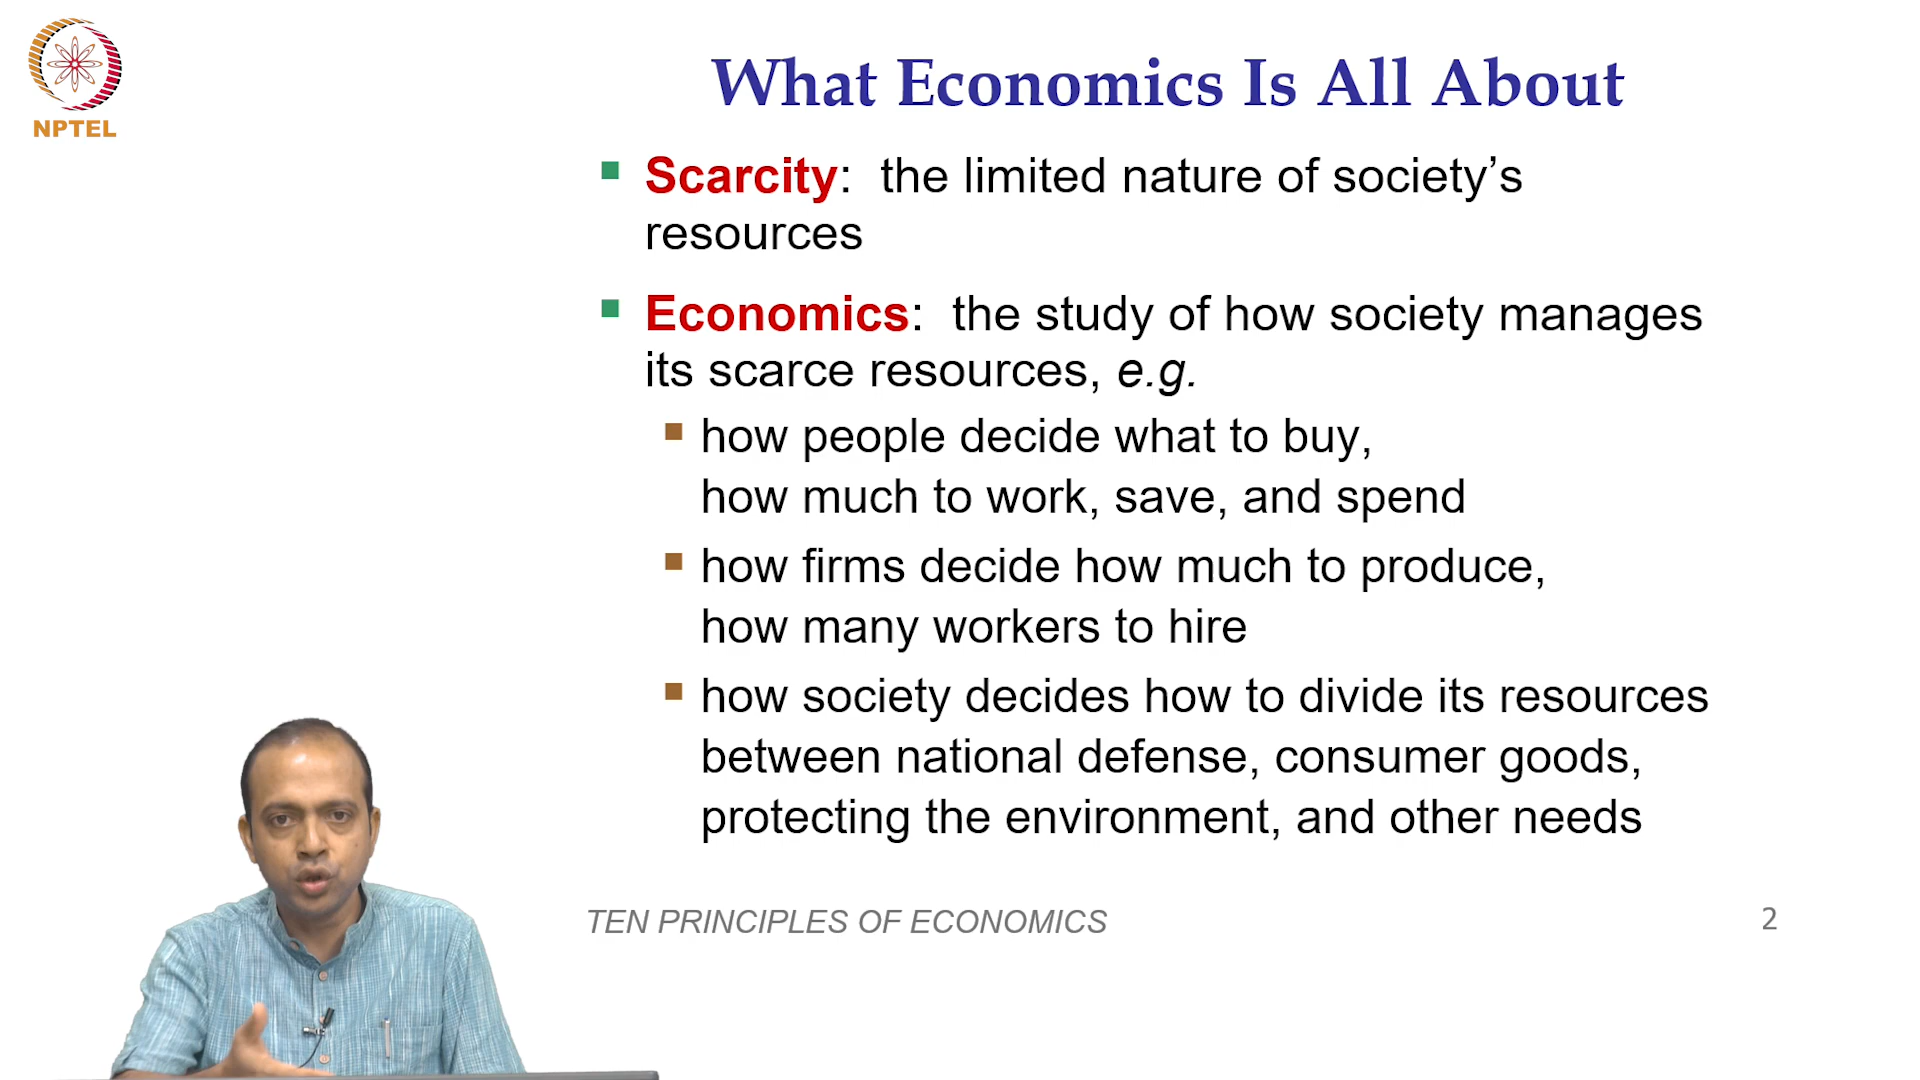 NPTEL
What Economics Is All About
Scarcity: the limited nature of society’s
resources
Economics: the study of how society manages
its scarce resources, e.g.
how people decide what to buy,
how much to work, save, and spend
how firms decide how much to produce,
how many workers to hire
how society decides how to divide its resources
between national defense, consumer goods,
protecting the environment, and other needs
TEN PRINCIPLES OF ECONOMICS
2